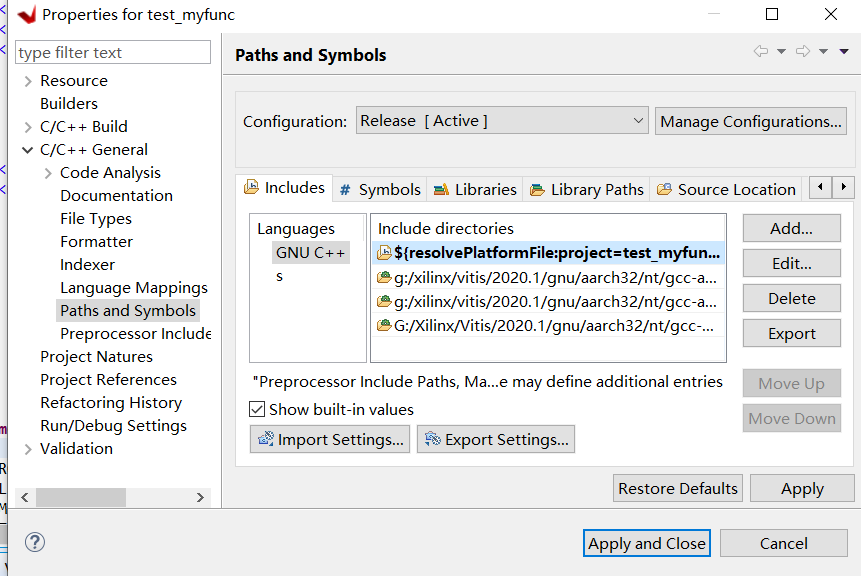 Properties for test_myfunc
type filter text
Resource
Builders
C/C++ Build
C/C++ General
Code Analysis
Documentation
File Types
Formatter
Indexer
Language Mappings
Paths and Symbols
Preprocessor Include
Project Natures
Project References
Refactoring History
Run/Debug Settings
Validation
Paths and Symbols
Configuration:
Release [ Active ]
Manage Configurations...
Includes
# Symbols
Libraries
Library Paths
Source Location
Languages
GNU C++
s
Include directories
${resolvePlatformFile:project=test_myfun...
g:/xilinx/vitis/2020.1/gnu/aarch32/nt/gcc-a...
g:/xilinx/vitis/2020.1/gnu/aarch32/nt/gcc-a...
G:/Xilinx/Vitis/2020.1/gnu/aarch32/nt/gcc-...
Add...
Edit...
Delete
Export
Move Up
Move Down
"Preprocessor Include Paths, Ma...e may define additional entries
Show built-in values
Import Settings...
Export Settings...
Restore Defaults
Apply
Apply and Close
Cancel